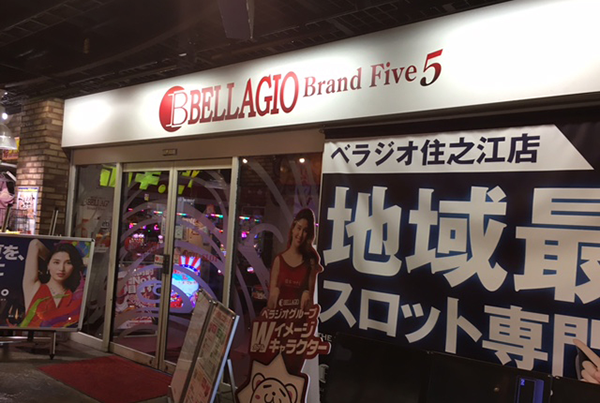 BBELLAGIO Brand Five 5
ベラジオ住之江店
地域最
スロット専門
ベラジオグループ
Wイメージ
キャラクター